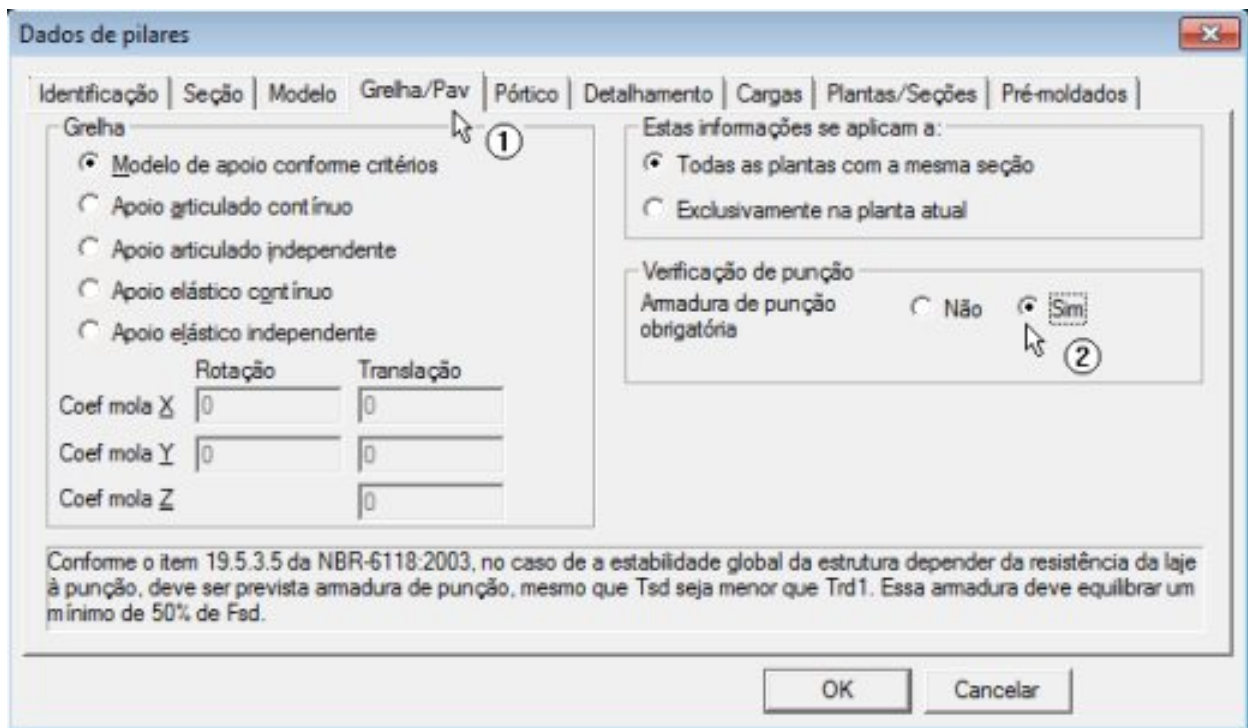 Dados de pilares
Identificação | Seção | Modelo | Grelha/Pav | Pórtico | Detalhamento | Cargas | Plantas/Seções | Pré-moldados
①
Grelha
Modelo de apoio conforme critérios
Apoio articulado contínuo
Apoio articulado independente
Apoio elástico contínuo
Apoio elástico independente
Rotação Translação
Coef mola X 0 0
Coef mola Y 0 0
Coef mola Z 0
Estas informações se aplicam a:
Todas as plantas com a mesma seção
Exclusivamente na planta atual
Verificação de punção
Armadura de punção
obrigatória
Não Sim
②
Conforme o item 19.5.3.5 da NBR-6118:2003, no caso de a estabilidade global da estrutura depender da resistência da laje
à punção, deve ser prevista armadura de punção, mesmo que Tsd seja menor que Trd1. Essa armadura deve equilibrar um
mínimo de 50% de Fsd.
OK Cancelar